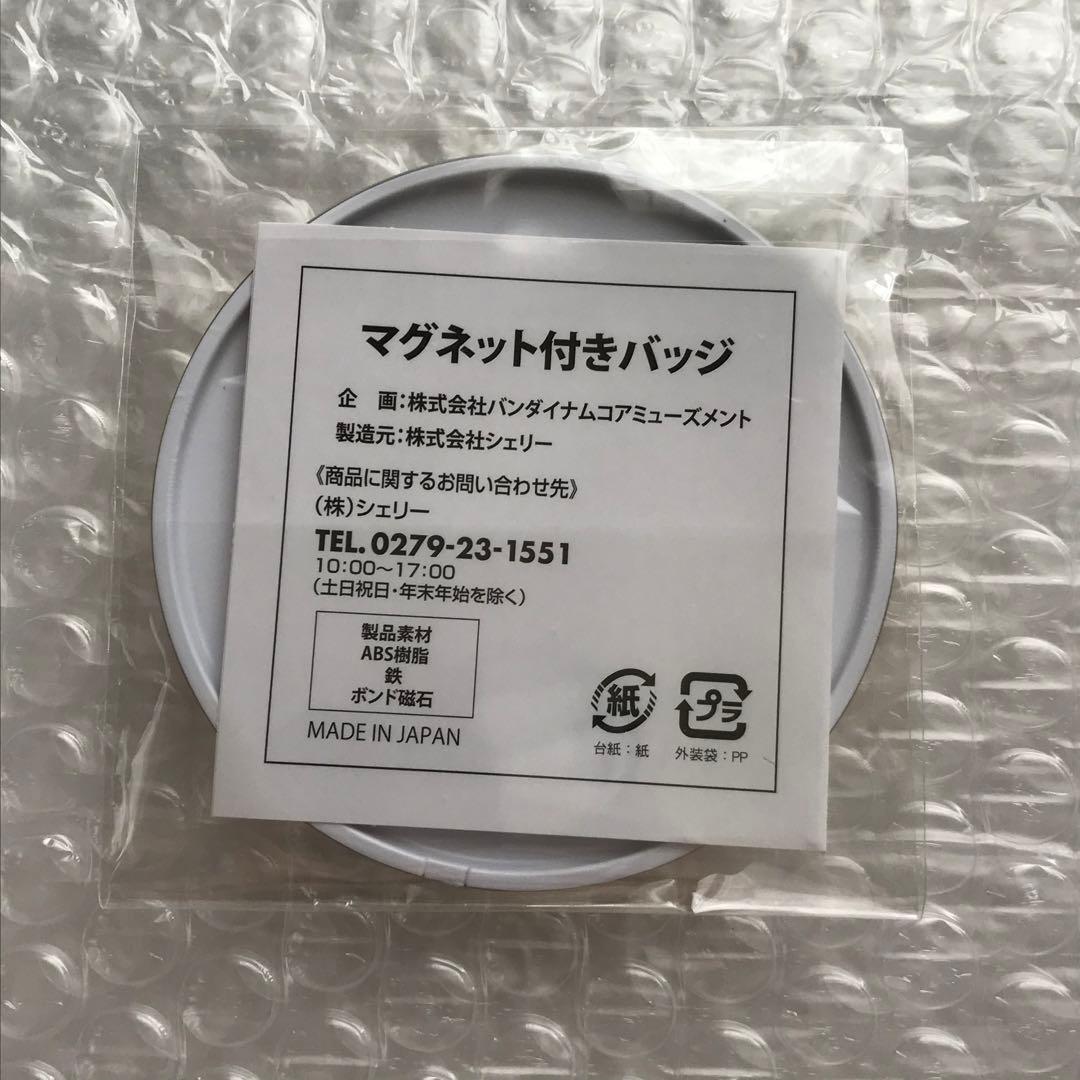 マグネット付きバッジ
企　画：株式会社バンダイナムコアミューズメント
製造元：株式会社シェリー
《商品に関するお問い合わせ先》
（株）シェリー
TEL. 0279-23-1551
10:00〜17:00
（土日祝日・年末年始を除く）
製品素材
ABS樹脂
鉄
ボンド磁石
MADE IN JAPAN
紙
プラ
台紙：紙
外装袋：PP